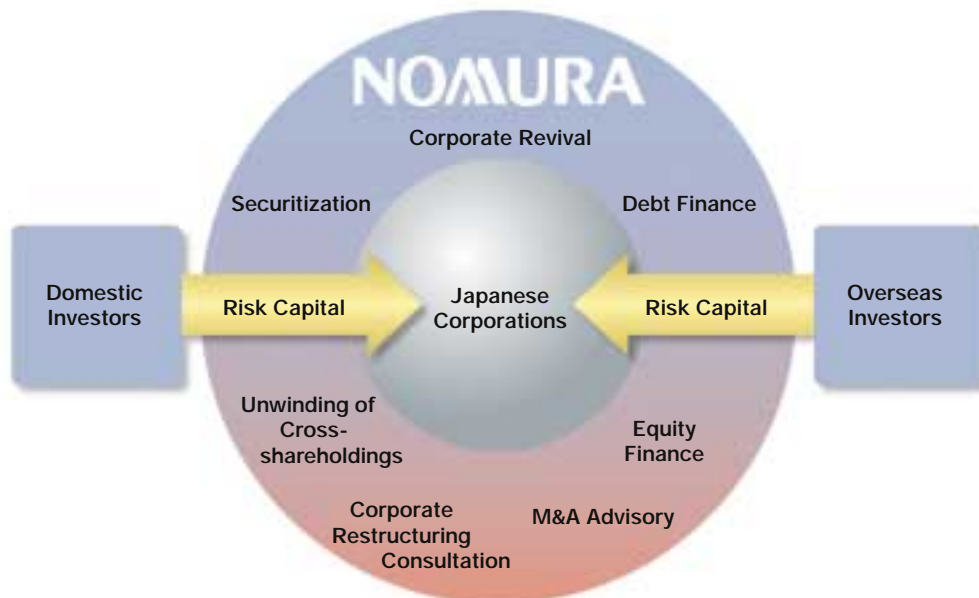 NOMURA
Corporate Revival
Securitization
Debt Finance
Domestic
Investors
Risk Capital
Japanese
Corporations
Risk Capital
Overseas
Investors
Unwinding of
Cross-
shareholdings
Equity
Finance
Corporate
Restructuring
Consultation
M&A Advisory